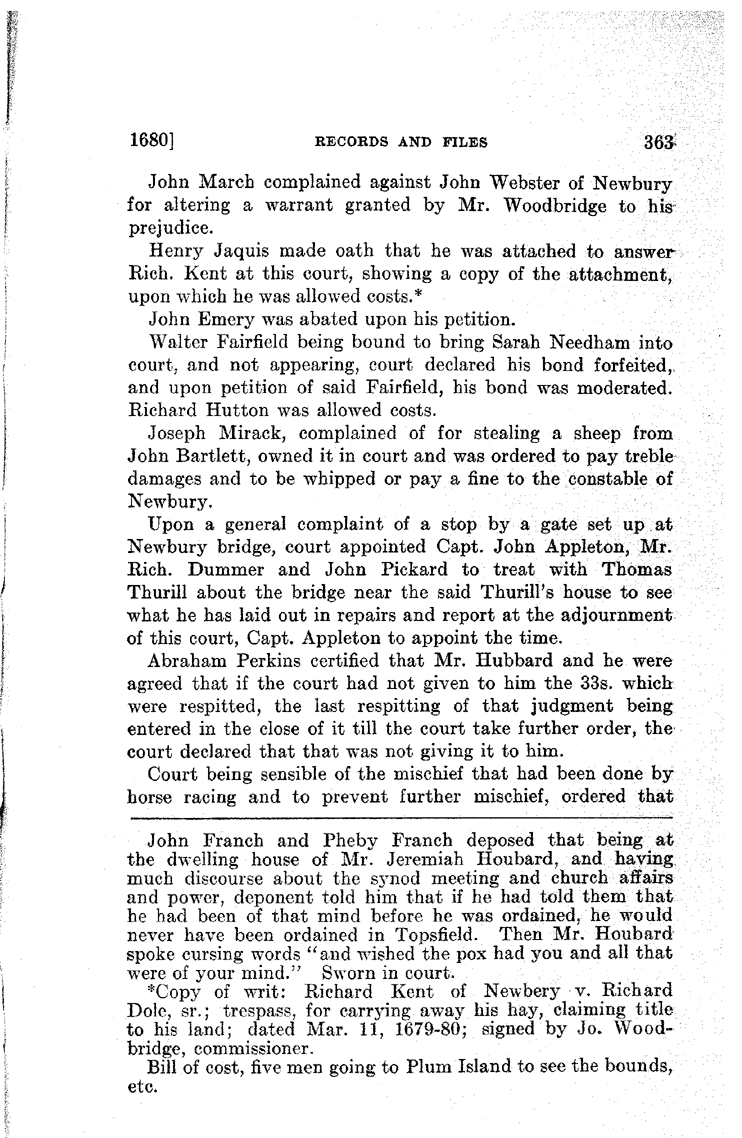 1680] RECORDS AND FILES 363
John March complained against John Webster of Newbury
for altering a warrant granted by Mr. Woodbridge to his
prejudice.
Henry Jaquis made oath that he was attached to answer
Rich. Kent at this court, showing a copy of the attachment,
upon which he was allowed costs.*
John Emery was abated upon his petition.
Walter Fairfield being bound to bring Sarah Needham into
court, and not appearing, court declared his bond forfeited,
and upon petition of said Fairfield, his bond was moderated.
Richard Hutton was allowed costs.
Joseph Mirack, complained of for stealing a sheep from
John Bartlett, owned it in court and was ordered to pay treble
damages and to be whipped or pay a fine to the constable of
Newbury.
Upon a general complaint of a stop by a gate set up at
Newbury bridge, court appointed Capt. John Appleton, Mr.
Rich. Dummer and John Pickard to treat with Thomas
Thurill about the bridge near the said Thurill's house to see
what he has laid out in repairs and report at the adjournment
of this court, Capt. Appleton to appoint the time.
Abraham Perkins certified that Mr. Hubbard and he were
agreed that if the court had not given to him the 33s. which
were respitted, the last respitting of that judgment being
entered in the close of it till the court take further order, the
court declared that that was not giving it to him.
Court being sensible of the mischief that had been done by
horse racing and to prevent further mischief, ordered that
John Franch and Pheby Franch deposed that being at
the dwelling house of Mr. Jeremiah Houbard, and having
much discourse about the synod meeting and church affairs
and power, deponent told him that if he had told them that
he had been of that mind before he was ordained, he would
never have been ordained in Topsfield. Then Mr. Houbard
spoke cursing words "and wished the pox had you and all that
were of your mind." Sworn in court.
*Copy of writ: Richard Kent of Newbery v. Richard
Dole, sr.; trespass, for carrying away his hay, claiming title
to his land; dated Mar. 11, 1679-80; signed by Jo. Wood-
bridge, commissioner.
Bill of cost, five men going to Plum Island to see the bounds,
etc.